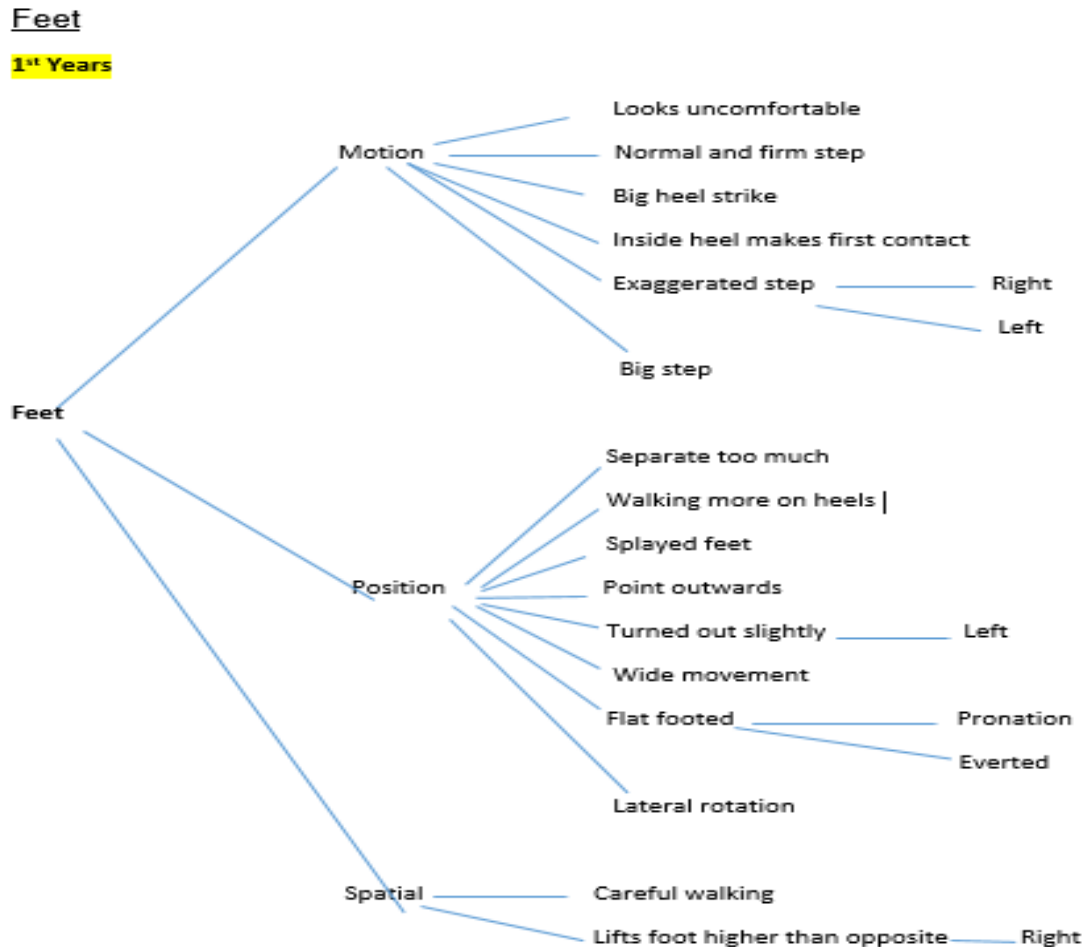 Feet
1st Years
Looks uncomfortable
Motion
Normal and firm step
Big heel strike
Inside heel makes first contact
Exaggerated step
Right
Left
Big step
Feet
Separate too much
Walking more on heels
Splayed feet
Position
Point outwards
Turned out slightly
Left
Wide movement
Flat footed
Pronation
Everted
Lateral rotation
Spatial
Careful walking
Lifts foot higher than opposite
Right